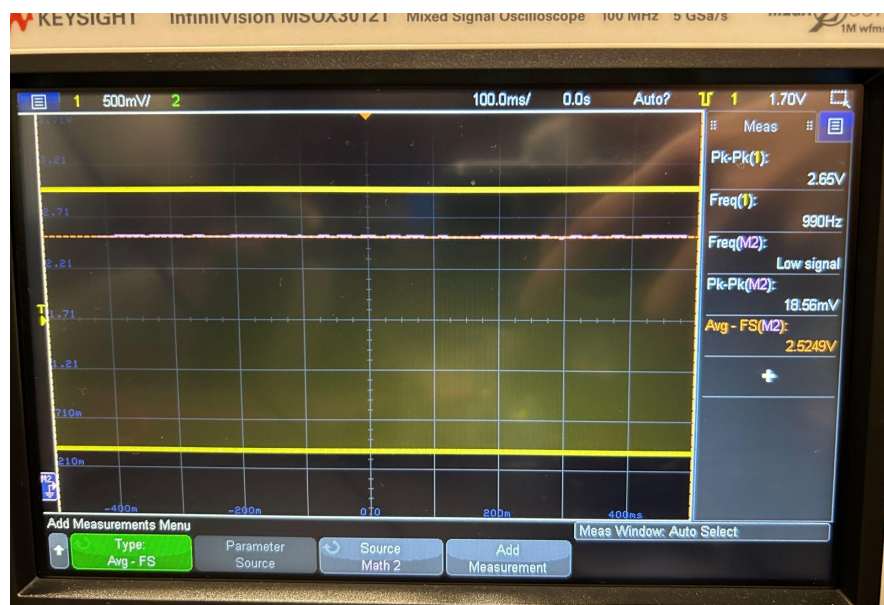 KEYSIGHT InfiniiVision MSOX3012T Mixed Signal Oscilloscope 100 MHz 5 GSa/s
1M wfms
1 500mV/ 2 100.0ms/ 0.0s Auto? 1 1.70V
3.21
2.71
2.21
T
1.71
1.21
710m
210m
M2
-400m -200m 0.0 200m 400ms
Meas
Pk-Pk(1):
2.65V
Freq(1):
990Hz
Freq(M2):
Low signal
Pk-Pk(M2):
18.56mV
Avg - FS(M2):
2.5249V
Add Measurements Menu
Meas Window: Auto Select
Type:
Avg - FS
Parameter
Source
Source
Math 2
Add
Measurement